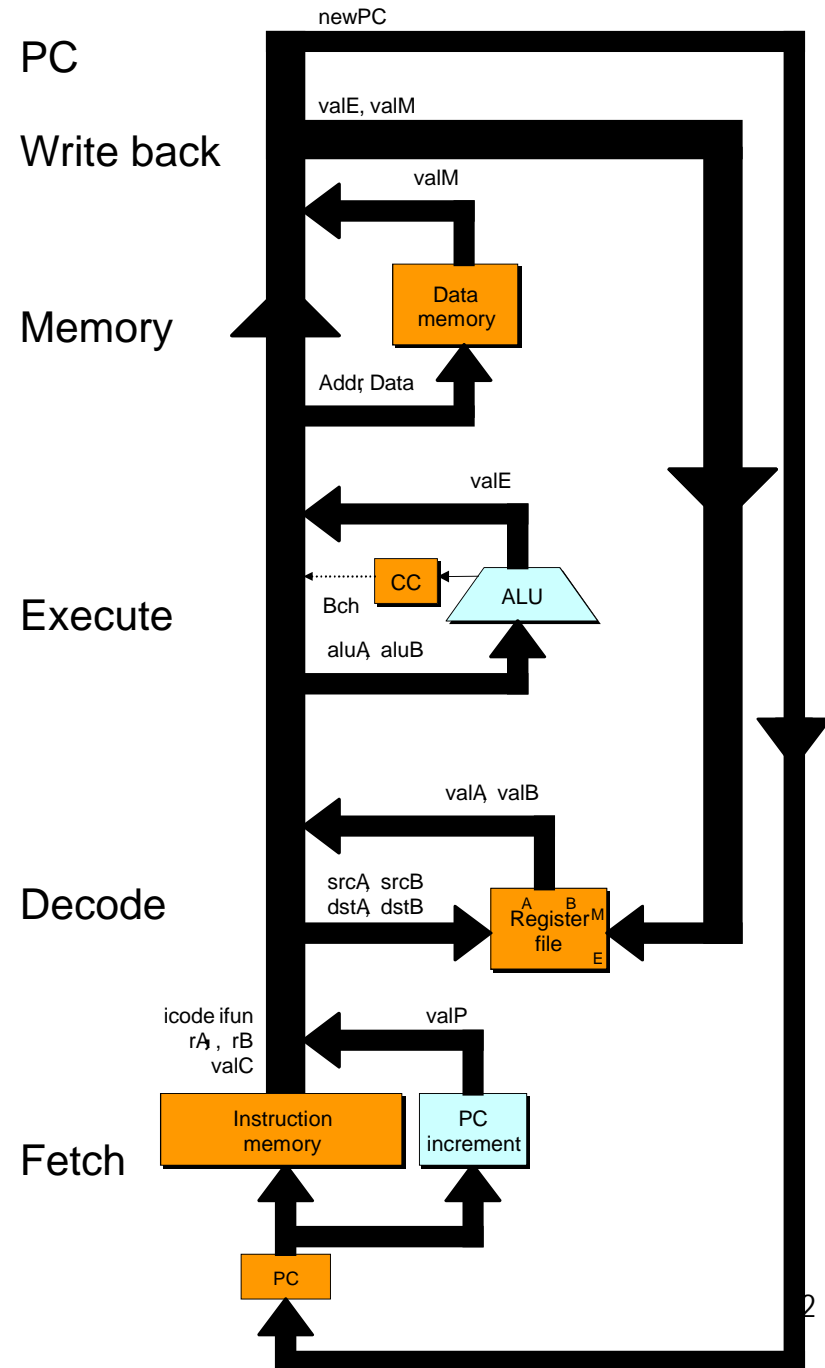 newPC
PC
valE, valM
Write back
valM
Data
memory
Memory
Addr, Data
valE
CC
ALU
Bch
Execute
aluA, aluB
valA, valB
srcA, srcB
dstA, dstB
Decode
A B
Register M
file
E
icode ifun
rA, , rB
valC
valP
Instruction
memory
PC
increment
Fetch
PC
2